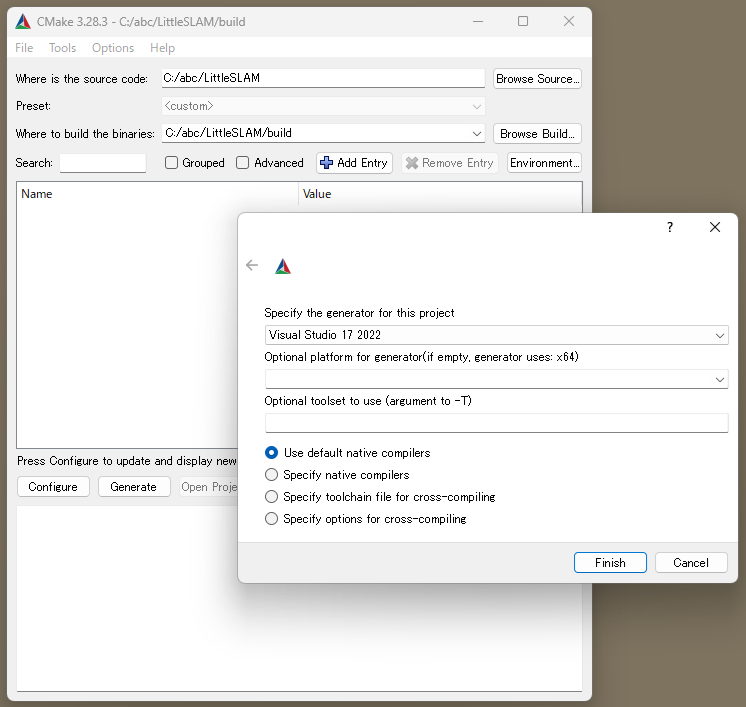 CMake 3.28.3 - C:/abc/LittleSLAM/build
File Tools Options Help
Where is the source code: C:/abc/LittleSLAM Browse Source...
Preset: <custom>
Where to build the binaries: C:/abc/LittleSLAM/build Browse Build...
Search: Grouped Advanced Add Entry Remove Entry Environment...
Name Value
?
Specify the generator for this project
Visual Studio 17 2022
Optional platform for generator(if empty, generator uses: x64)
Optional toolset to use (argument to -T)
Use default native compilers
Press Configure to update and display new
Specify native compilers
Configure Generate Open Proje
Specify toolchain file for cross-compiling
Specify options for cross-compiling
Finish Cancel